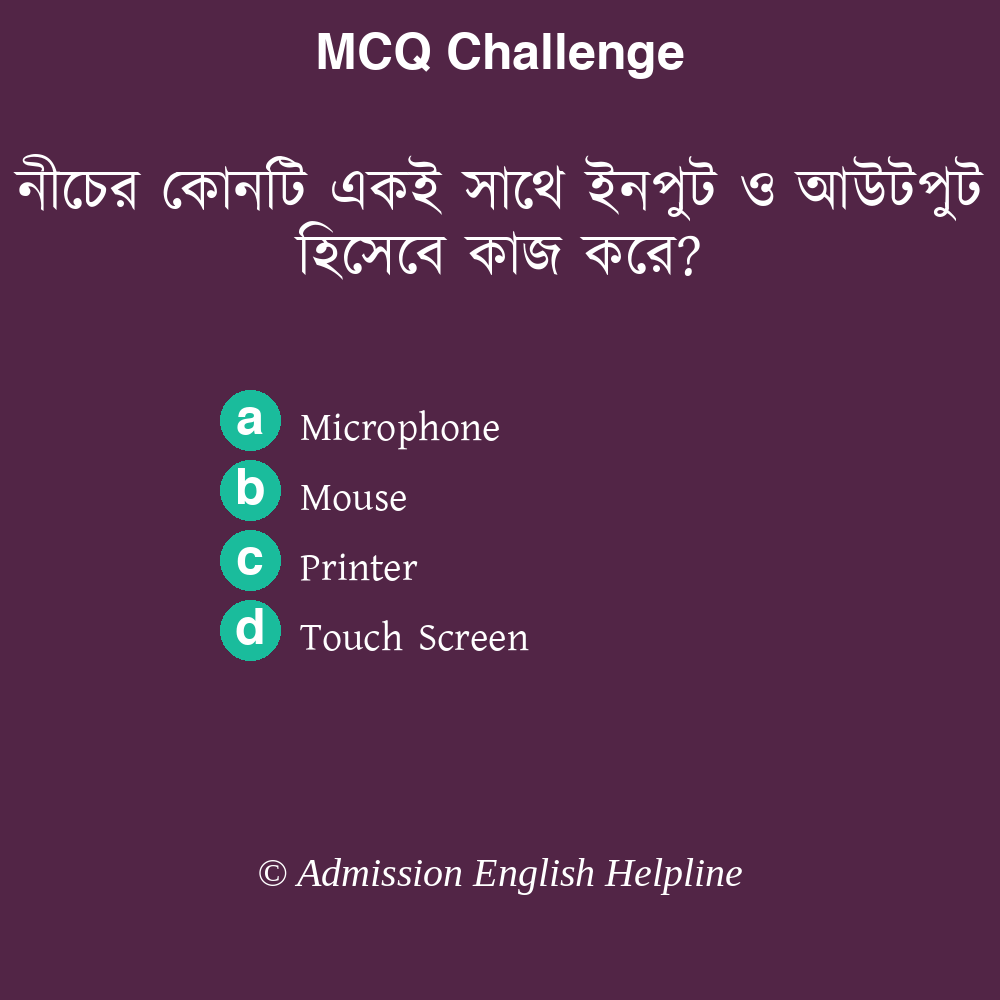 MCQ Challenge
নীচের কোনটি একই সাথে ইনপুট ও আউটপুট
হিসেবে কাজ করে?
a Microphone
b Mouse
c Printer
d Touch Screen
© Admission English Helpline